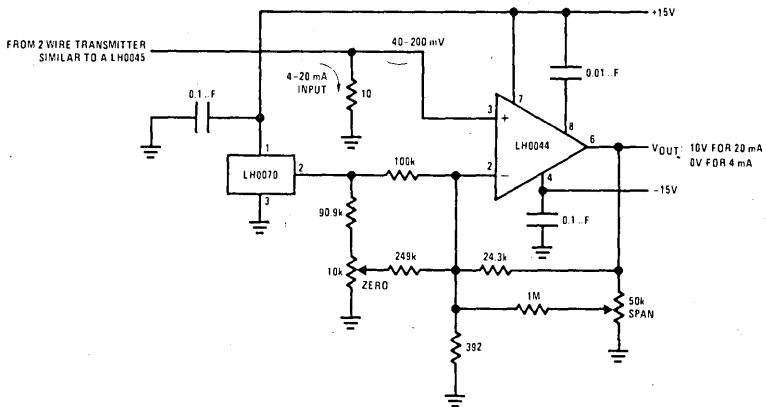 +15V
FROM 2 WIRE TRANSMITTER
SIMILAR TO A LH0045
40-200 mV
4-20 mA
INPUT
10
0.01..F
0.1..F
7
8
3
+
LH0044
6
VOUT: 10V FOR 20 mA
0V FOR 4 mA
1
LH0070
2
3
100k
2
−
4
−15V
0.1..F
90.9k
10k
ZERO
249k
24.3k
1M
50k
SPAN
392